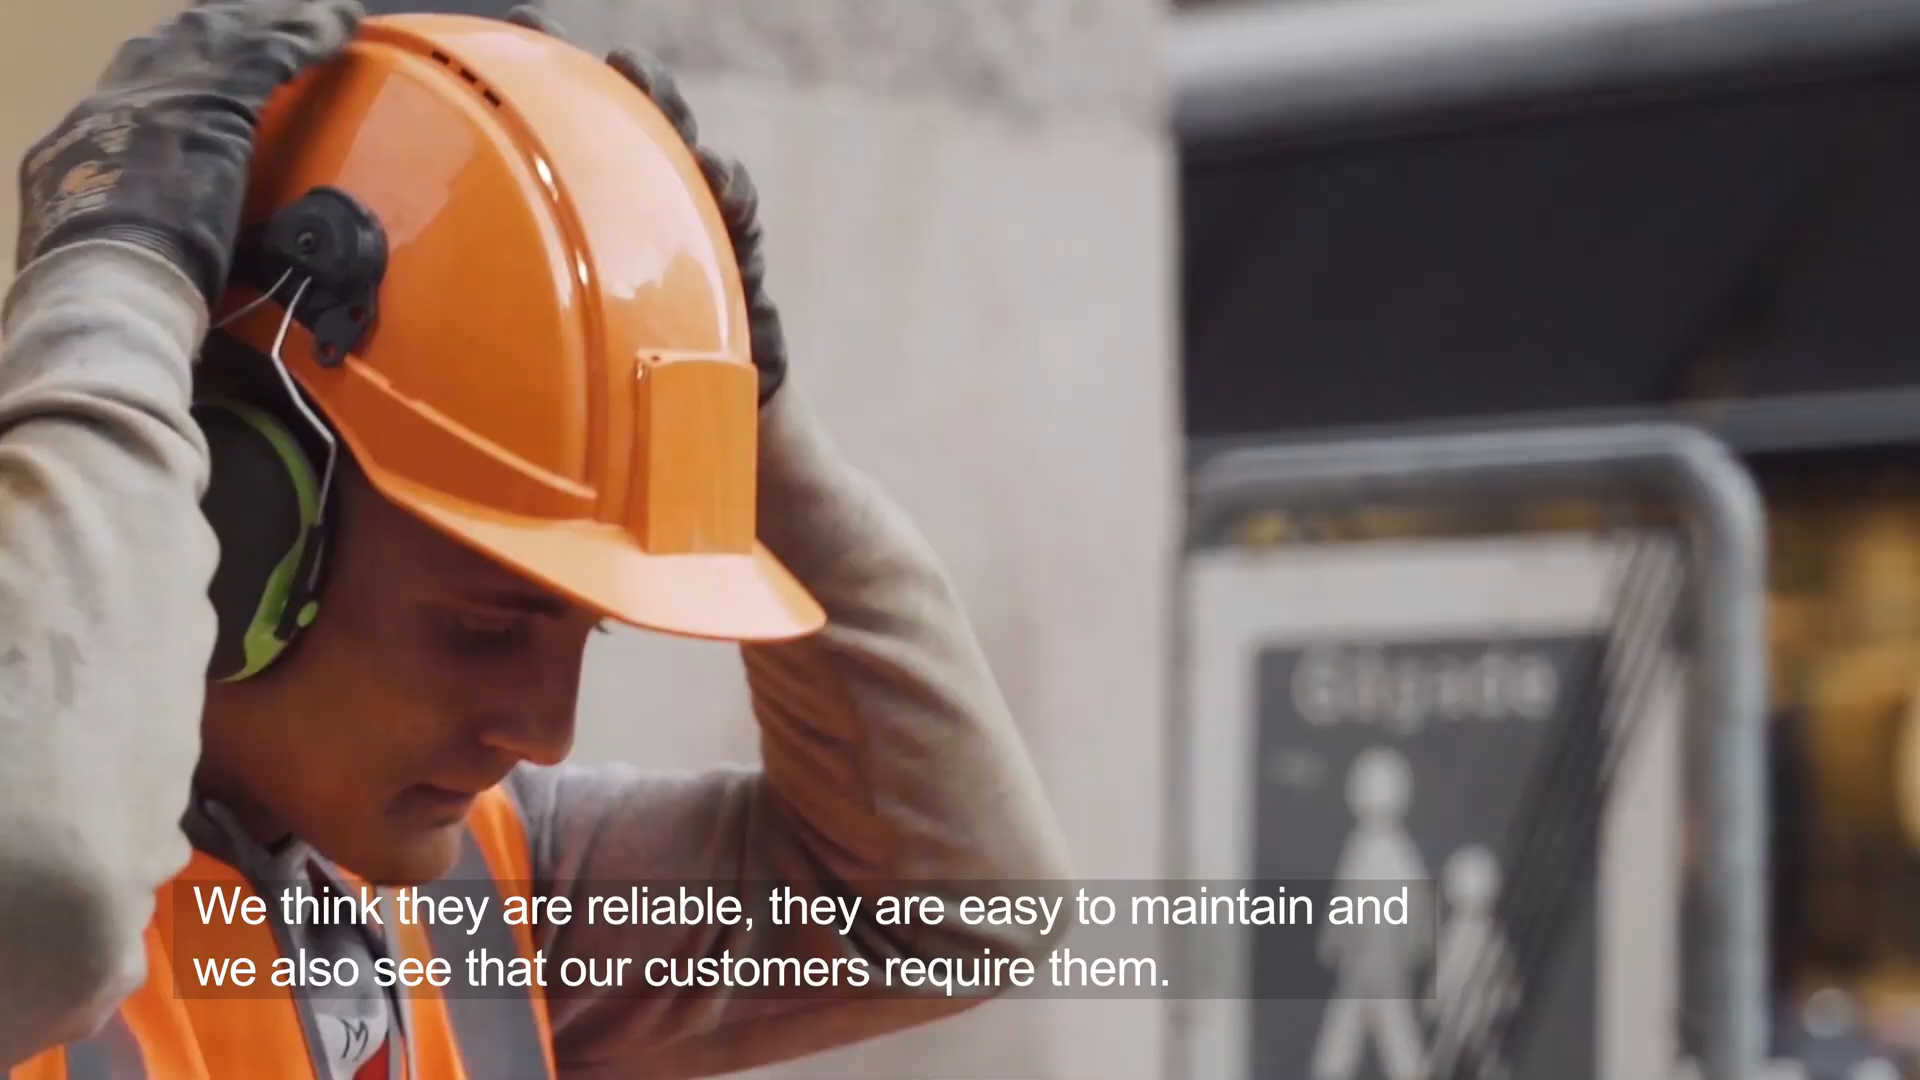 Gågade
We think they are reliable, they are easy to maintain and
we also see that our customers require them.